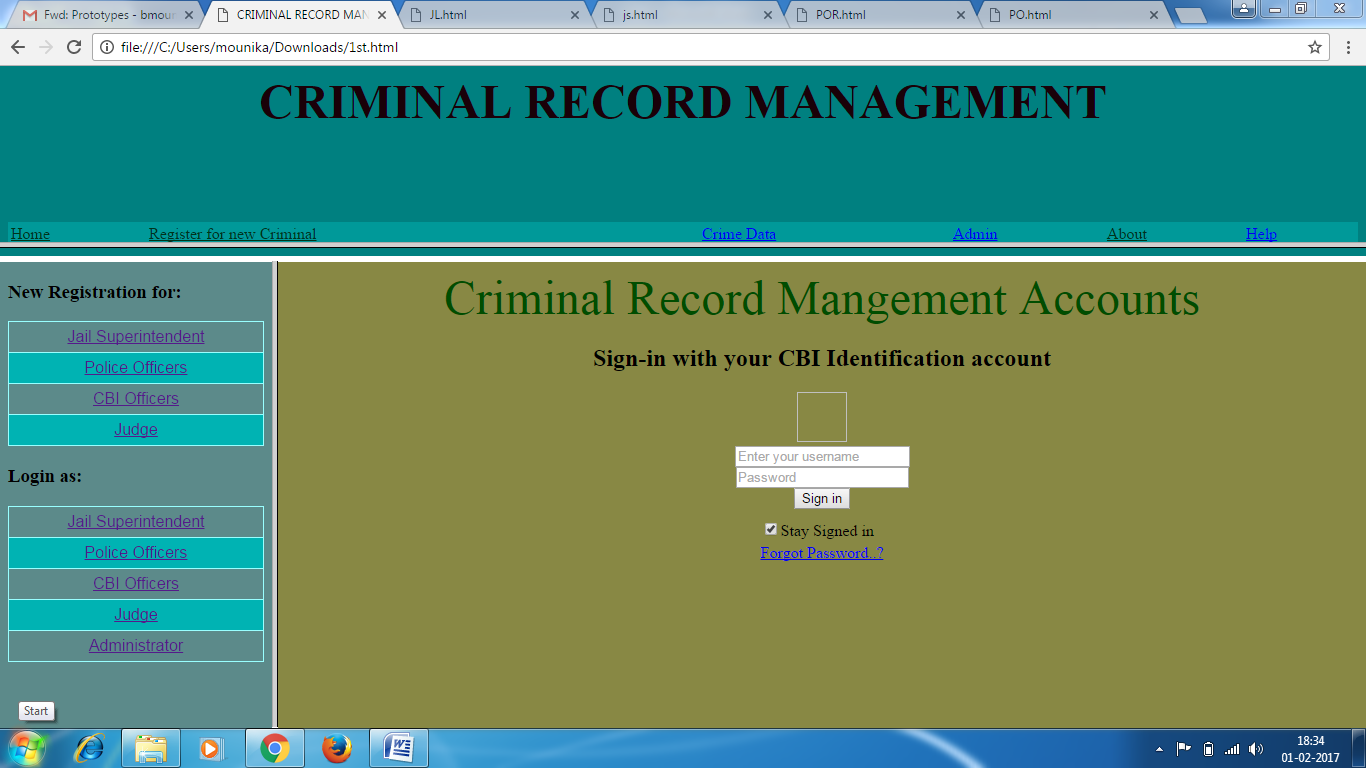 Fwd: Prototypes - bmour CRIMINAL RECORD MAN JL.html js.html POR.html PO.html
file:///C:/Users/mounika/Downloads/1st.html
CRIMINAL RECORD MANAGEMENT
Home Register for new Criminal Crime Data Admin About Help
New Registration for:
Jail Superintendent
Police Officers
CBI Officers
Judge
Login as:
Jail Superintendent
Police Officers
CBI Officers
Judge
Administrator
Criminal Record Mangement Accounts
Sign-in with your CBI Identification account
Enter your username
Password
Sign in
Stay Signed in
Forgot Password..?
Start
18:34
01-02-2017